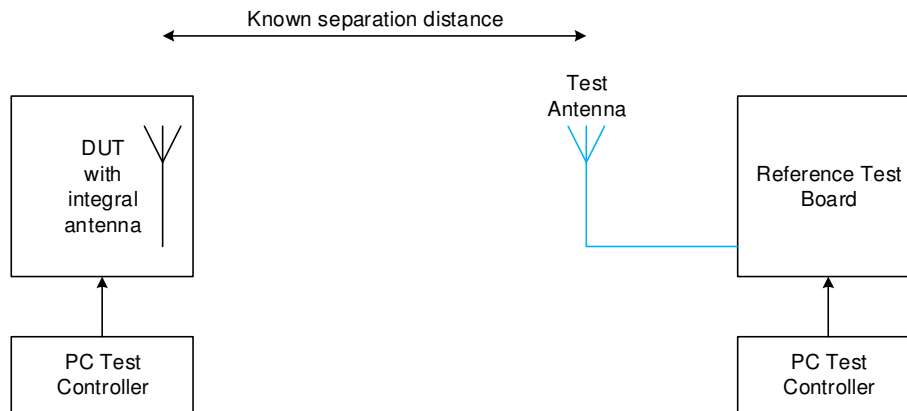 Known separation distance
Test
Antenna
DUT
with
integral
antenna
Reference Test
Board
PC Test
Controller
PC Test
Controller